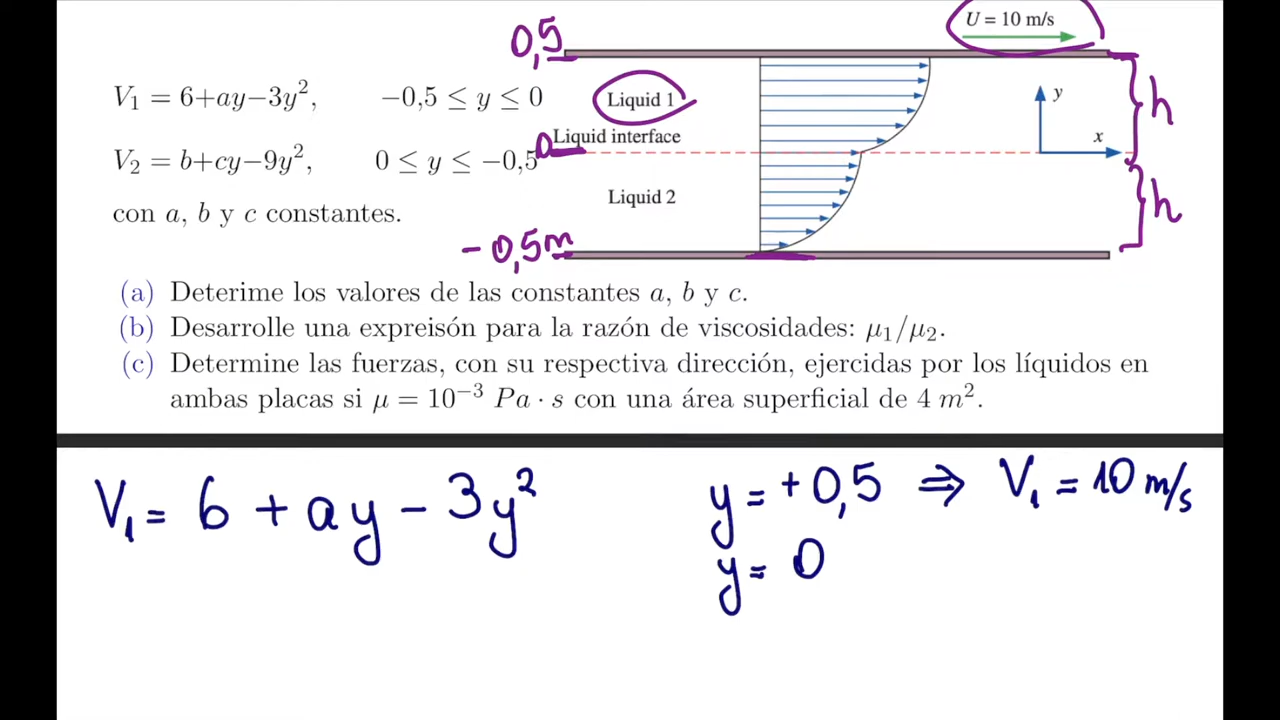 0,5
U = 10 m/s
V₁ = 6+ay−3y², −0,5 ≤ y ≤ 0
Liquid 1
y
h
0
Liquid interface
x
V₂ = b+cy−9y², 0 ≤ y ≤ −0,5
Liquid 2
h
con a, b y c constantes.
- 0,5m
(a) Deterime los valores de las constantes a, b y c.
(b) Desarrolle una expreisón para la razón de viscosidades: μ₁/μ₂.
(c) Determine las fuerzas, con su respectiva dirección, ejercidas por los líquidos en
ambas placas si μ = 10⁻³ Pa · s con una área superficial de 4 m².
V₁ = 6 + ay - 3y²
y = +0,5 ⇒ V₁ = 10 m/s
y = 0